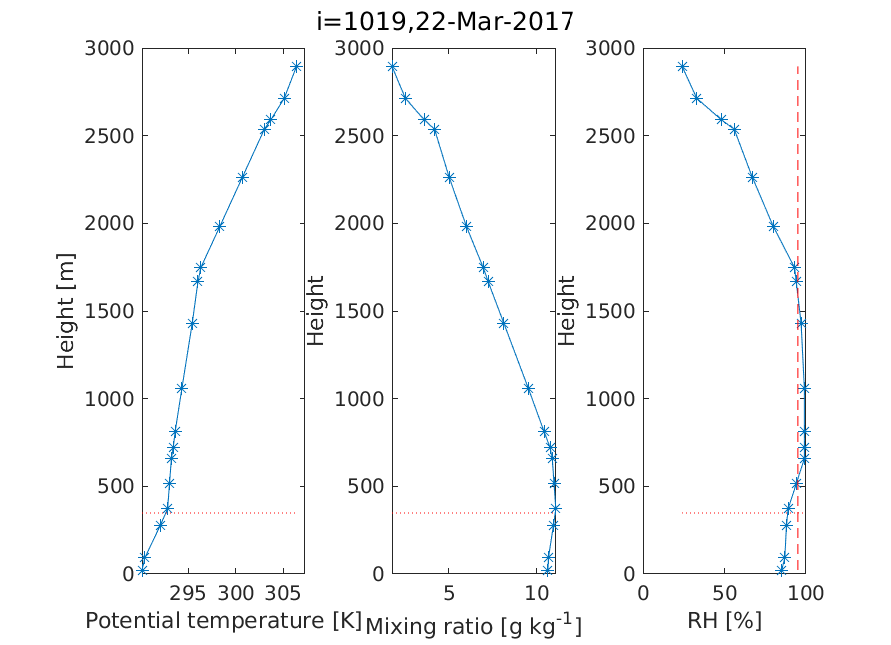 i=1019,22-Mar-2017
Height [m]
3000
2500
2000
1500
1000
500
0
295 300 305
Potential temperature [K]
Height
3000
2500
2000
1500
1000
500
0
5 10
Mixing ratio [g kg-1]
Height
3000
2500
2000
1500
1000
500
0
0 50 100
RH [%]